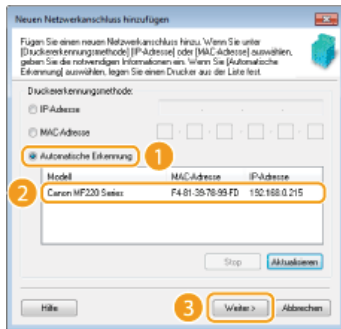 Neuen Netzwerkanschluss hinzufügen
Fügen Sie einen neuen Netzwerkanschluss hinzu. Wenn Sie unter
[Druckererkennungsmethode] [IP-Adresse] oder [MAC-Adresse] auswählen,
geben Sie die notwendigen Informationen ein. Wenn Sie [Automatische
Erkennung] auswählen, legen Sie einen Drucker aus der Liste fest.
Druckererkennungsmethode:
IP-Adresse
MAC-Adresse
Automatische Erkennung 1
Modell MAC-Adresse IP-Adresse
2 Canon MF220 Series F4-81-39-78-99-FD 192.168.0.215
Stop Aktualisieren
Hilfe 3 Weiter > Abbrechen